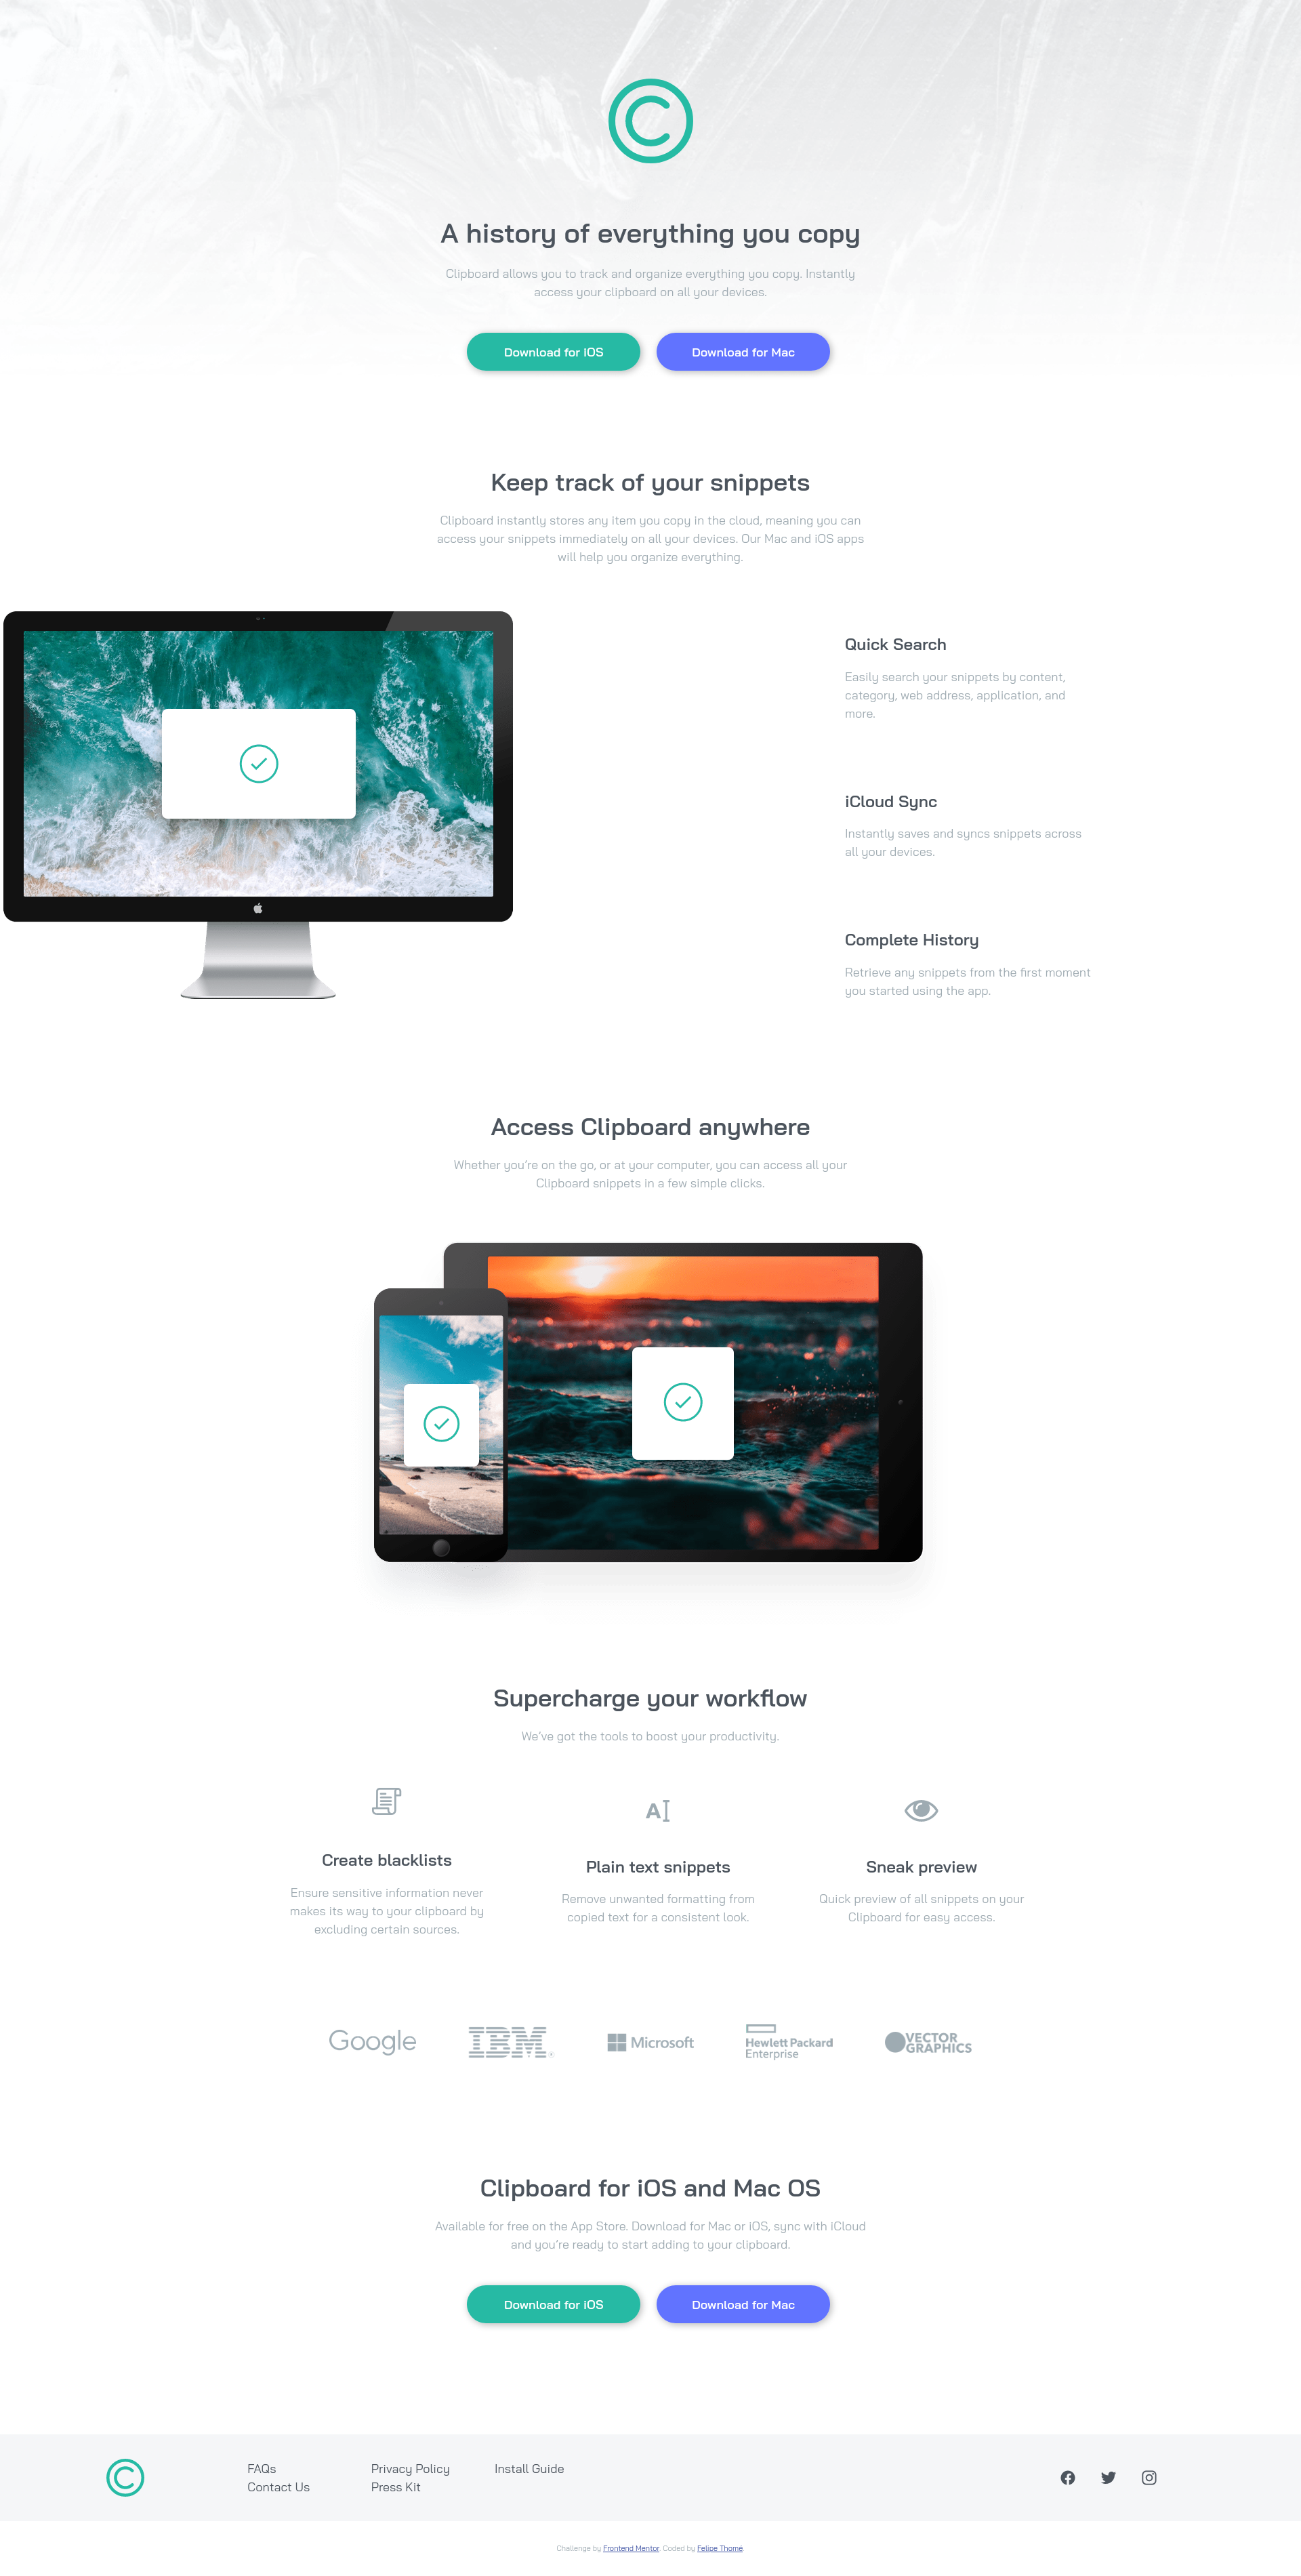 A history of everything you copy
Clipboard allows you to track and organize everything you copy. Instantly
access your clipboard on all your devices.
Download for iOS
Download for Mac
Keep track of your snippets
Clipboard instantly stores any item you copy in the cloud, meaning you can
access your snippets immediately on all your devices. Our Mac and iOS apps
will help you organize everything.
Quick Search
Easily search your snippets by content,
category, web address, application, and
more.
iCloud Sync
Instantly saves and syncs snippets across
all your devices.
Complete History
Retrieve any snippets from the first moment
you started using the app.
Access Clipboard anywhere
Whether you’re on the go, or at your computer, you can access all your
Clipboard snippets in a few simple clicks.
Supercharge your workflow
We’ve got the tools to boost your productivity.
Create blacklists
Ensure sensitive information never
makes its way to your clipboard by
excluding certain sources.
A
Plain text snippets
Remove unwanted formatting from
copied text for a consistent look.
Sneak preview
Quick preview of all snippets on your
Clipboard for easy access.
Google
IBM
Microsoft
Hewlett Packard
Enterprise
VECTOR
GRAPHICS
Clipboard for iOS and Mac OS
Available for free on the App Store. Download for Mac or iOS, sync with iCloud
and you’re ready to start adding to your clipboard.
Download for iOS
Download for Mac
FAQs
Contact Us
Privacy Policy
Press Kit
Install Guide
Challenge by Frontend Mentor. Coded by Felipe Thomé.